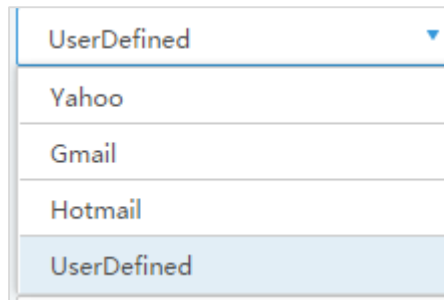 UserDefined
Yahoo
Gmail
Hotmail
UserDefined